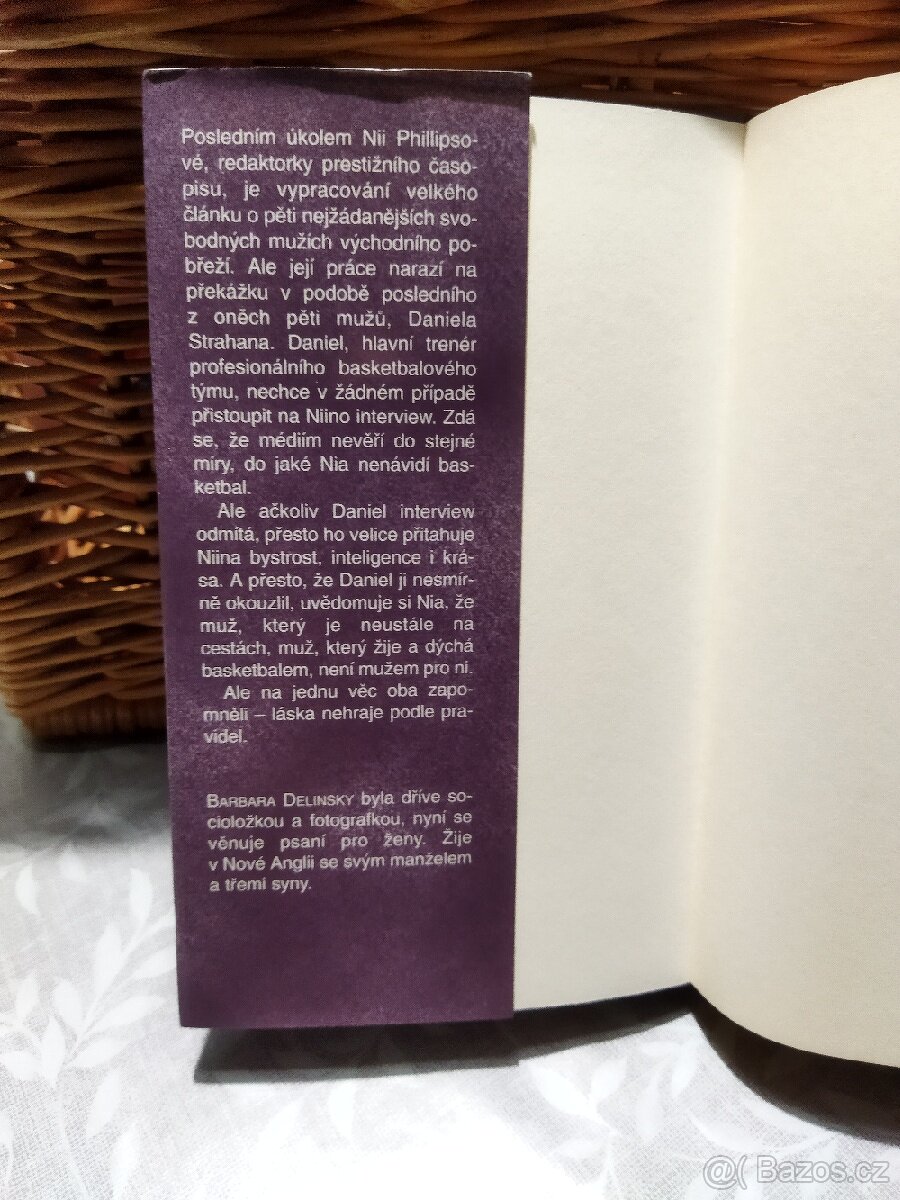 Posledním úkolem Nii Phillipso-
vé, redaktorky prestižního časo-
pisu, je vypracování velkého
článku o pěti nejžádanějších svo-
bodných mužích východního po-
břeží. Ale její práce narazí na
překážku v podobě posledního
z oněch pěti mužů, Daniela
Strahana. Daniel, hlavní trenér
profesionálního basketbalového
týmu, nechce v žádném případě
přistoupit na Niino interview. Zdá
se, že médiím nevěří do stejné
míry, do jaké Nia nenávidí bas-
ketbal.
Ale ačkoliv Daniel interview
odmítá, přesto ho velice přitahuje
Niina bystrost, inteligence i krá-
sa. A přesto, že Daniel ji nesmír-
ně okouzlil, uvědomuje si Nia, že
muž, který je neustále na
cestách, muž, který žije a dýchá
basketbalem, není mužem pro ni.
Ale na jednu věc oba zapo-
mněli – láska nehraje podle pra-
videl.
BARBARA DELINSKY byla dříve so-
cioložkou a fotografkou, nyní se
věnuje psaní pro ženy. Žije
v Nové Anglii se svým manželem
a třemi syny.
@( Bazos.cz